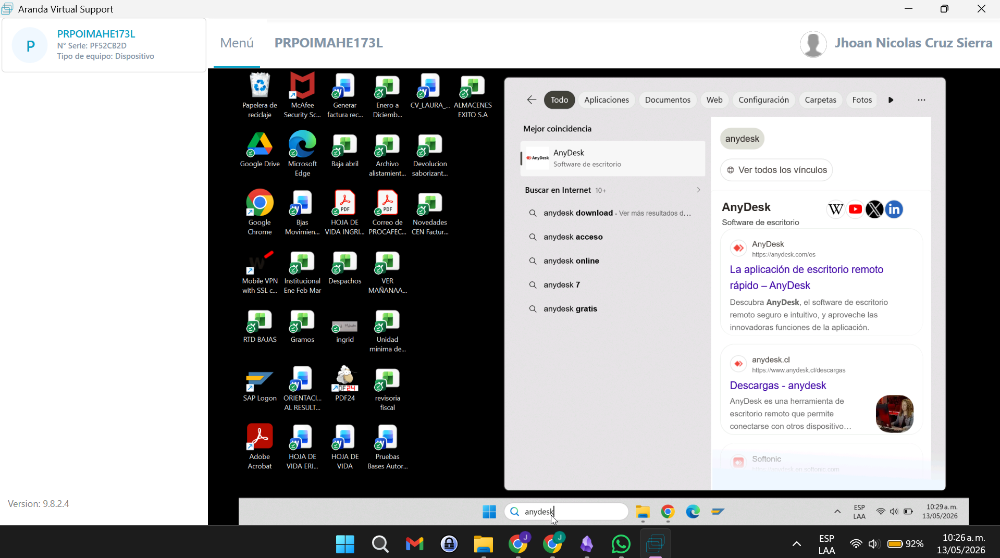 Aranda Virtual Support
P
PRPOIMAHE173L
N° Serie: PF52CB2D
Tipo de equipo: Dispositivo
Menú
PRPOIMAHE173L
Jhoan Nicolas Cruz Sierra
Papelera de
reciclaje
McAfee
Security Sc...
Generar
factura rec...
Enero a
Diciemb...
CV_LAURA_...
ALMACENES
EXITO S.A
Google Drive
Microsoft
Edge
Baja abril
Archivo
alistamient...
Devolucion
saborizant...
Google
Chrome
Bjas
Movimien...
PDF
HOJA DE
VIDA INGRI...
PDF
Correo de
PROCAFEC...
Novedades
CEN Factur...
Mobile VPN
with SSL c...
Institucional
Ene Feb Mar
Despachos
VER
MAÑANAA...
RTD BAJAS
Gramos
ingrid
Unidad
minima de...
SAP Logon
ORIENTACI...
AL RESULT...
PDF24
revisoria
fiscal
Adobe
Acrobat
HOJA DE
VIDA ERI...
HOJA DE
VIDA
Pruebas
Bases Autor...
Todo
Aplicaciones
Documentos
Web
Configuración
Carpetas
Fotos
Mejor coincidencia
AnyDesk
AnyDesk
Software de escritorio
Buscar en Internet 10+
anydesk download - Ver más resultados d...
anydesk acceso
anydesk online
anydesk 7
anydesk gratis
anydesk
Ver todos los vínculos
AnyDesk
Software de escritorio
AnyDesk
https://anydesk.com/es
La aplicación de escritorio remoto
rápido – AnyDesk
Descubra AnyDesk, el software de escritorio
remoto seguro e intuitivo, y aproveche las
innovadoras funciones de la aplicación.
anydesk.cl
https://www.anydesk.cl/descargas
Descargas - anydesk
AnyDesk es una herramienta de
escritorio remoto que permite
conectarse con otros dispositivo...
Softonic
https://anydesk.en.softonic.com
Version: 9.8.2.4
anydesk
ESP
LAA
10:29 a. m.
13/05/2026
J
J
ESP
LAA
92%
10:26 a. m.
13/05/2026